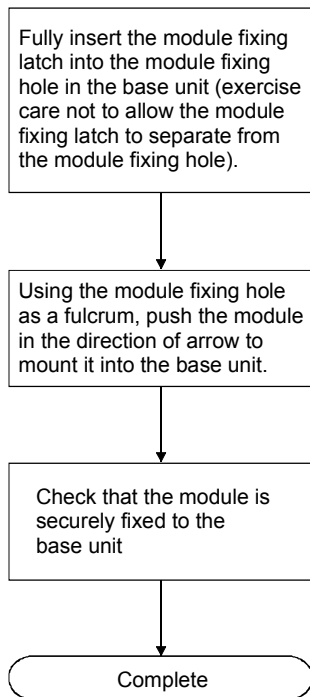 Fully insert the module fixing
latch into the module fixing
hole in the base unit (exercise
care not to allow the module
fixing latch to separate from
the module fixing hole).
Using the module fixing hole
as a fulcrum, push the module
in the direction of arrow to
mount it into the base unit.
Check that the module is
securely fixed to the
base unit
Complete